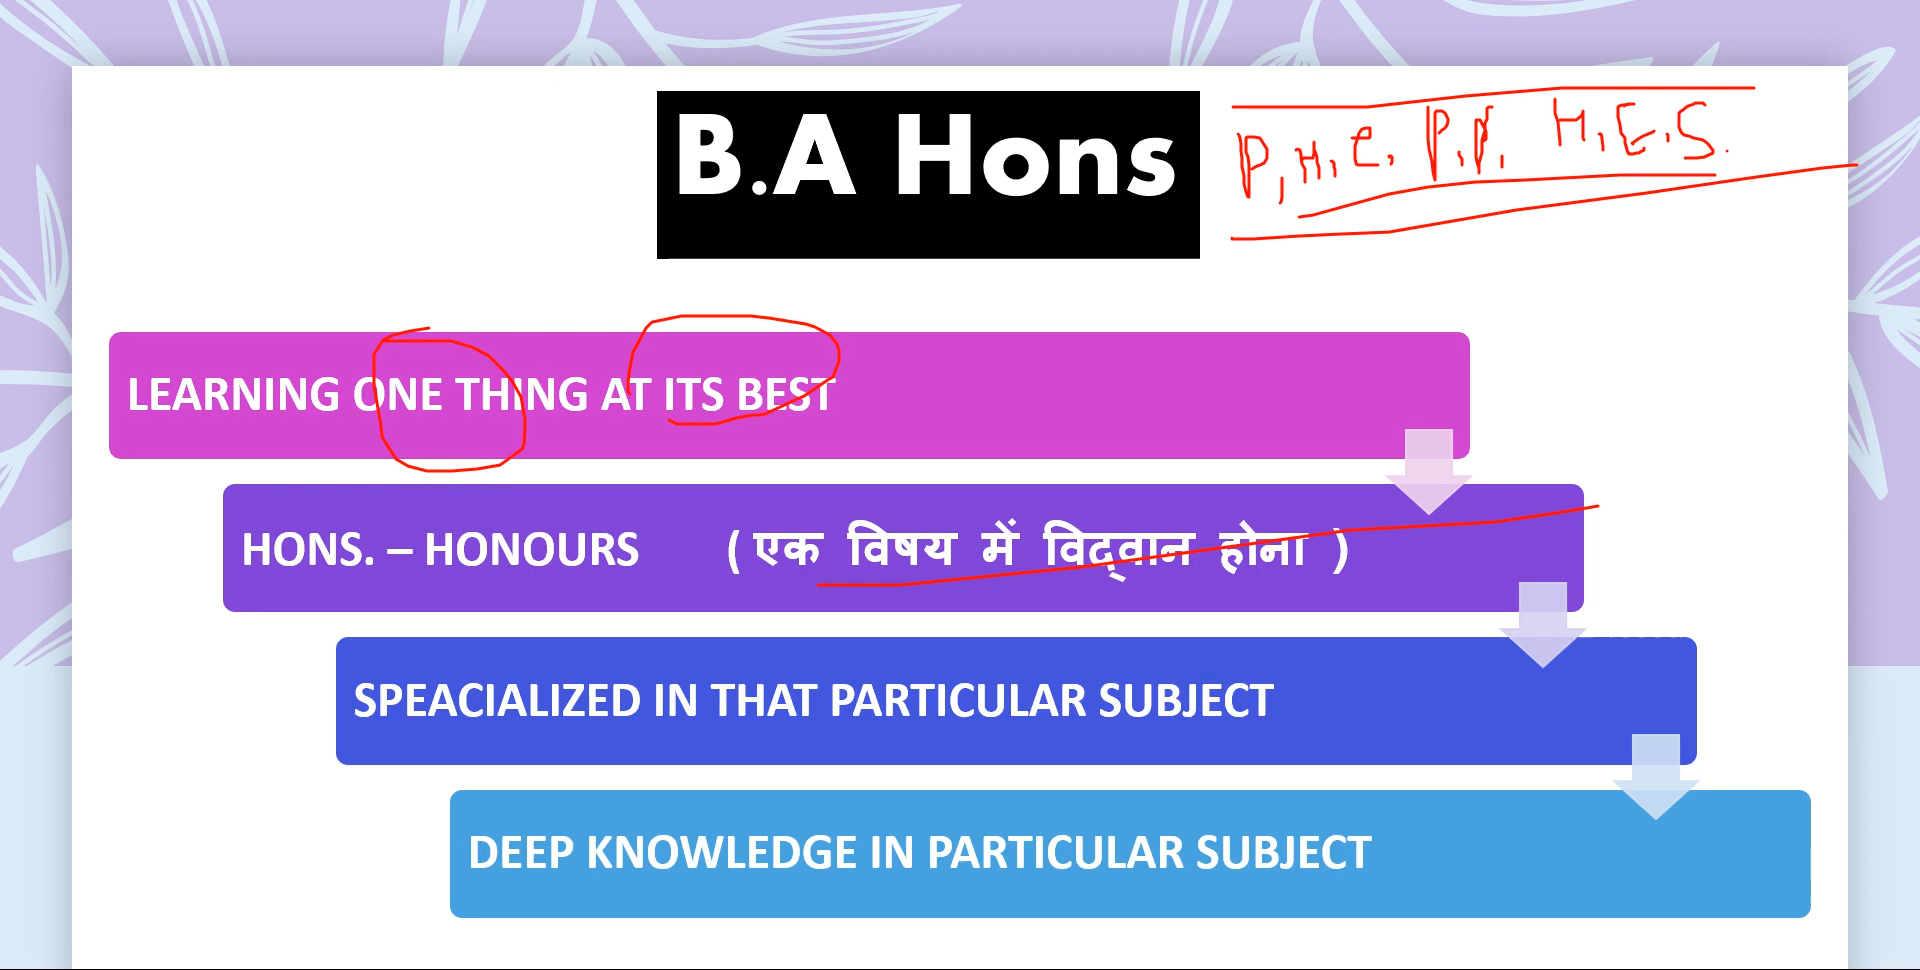 B.A Hons
P, H, E, P.P, H, E, S.
LEARNING ONE THING AT ITS BEST
HONS. – HONOURS ( एक विषय में विद्वान होना )
SPEACIALIZED IN THAT PARTICULAR SUBJECT
DEEP KNOWLEDGE IN PARTICULAR SUBJECT